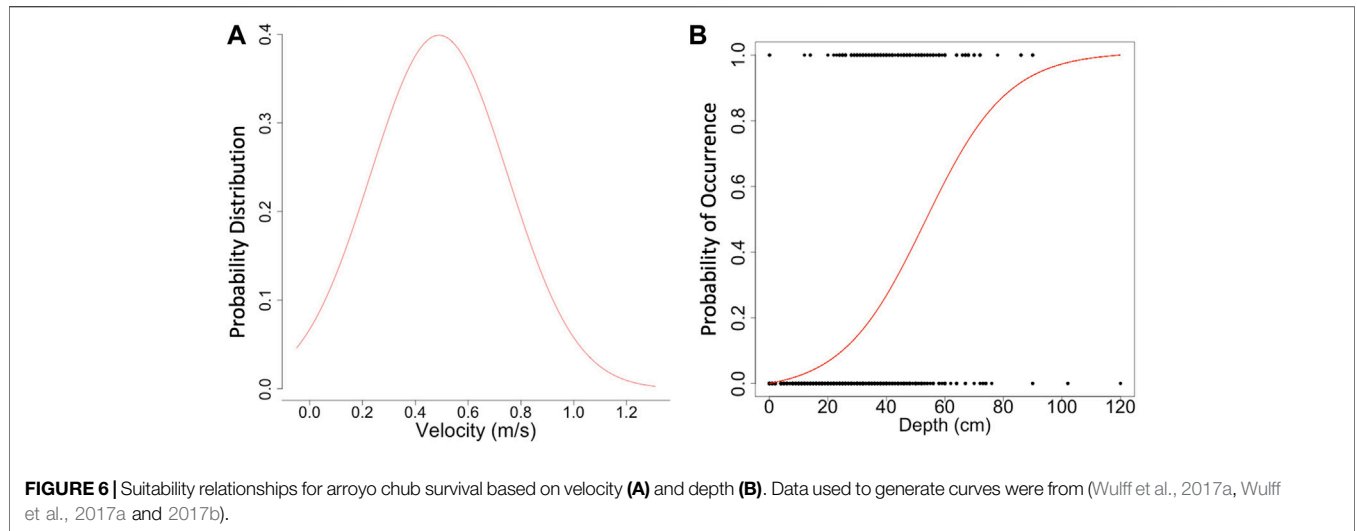 A
B
0.4
0.3
0.2
0.1
0.0
Probability Distribution
0.0 0.2 0.4 0.6 0.8 1.0 1.2
Velocity (m/s)
1.0
0.8
0.6
0.4
0.2
0.0
Probability of Occurrence
0 20 40 60 80 100 120
Depth (cm)
FIGURE 6 | Suitability relationships for arroyo chub survival based on velocity (A) and depth (B). Data used to generate curves were from (Wulff et al., 2017a, Wulff
et al., 2017a and 2017b).